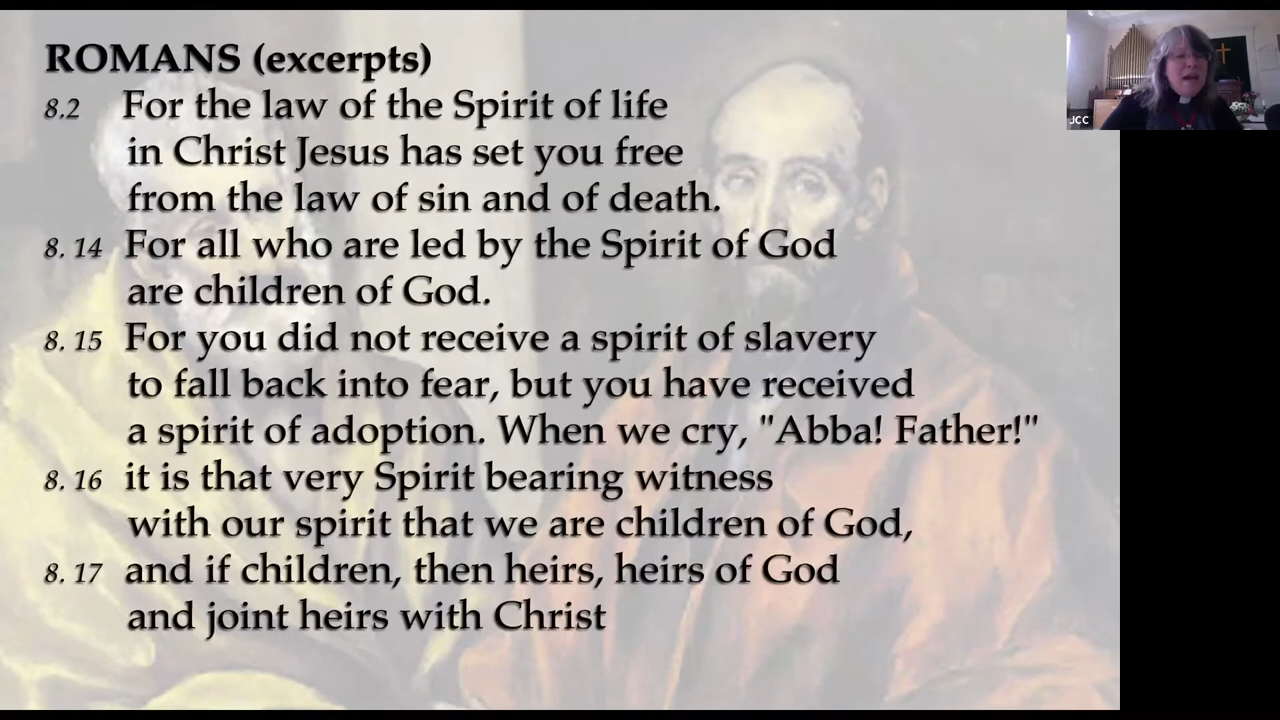 ROMANS (excerpts)
8.2 For the law of the Spirit of life
in Christ Jesus has set you free
from the law of sin and of death.
8. 14 For all who are led by the Spirit of God
are children of God.
8. 15 For you did not receive a spirit of slavery
to fall back into fear, but you have received
a spirit of adoption. When we cry, "Abba! Father!"
8. 16 it is that very Spirit bearing witness
with our spirit that we are children of God,
8. 17 and if children, then heirs, heirs of God
and joint heirs with Christ
JCC